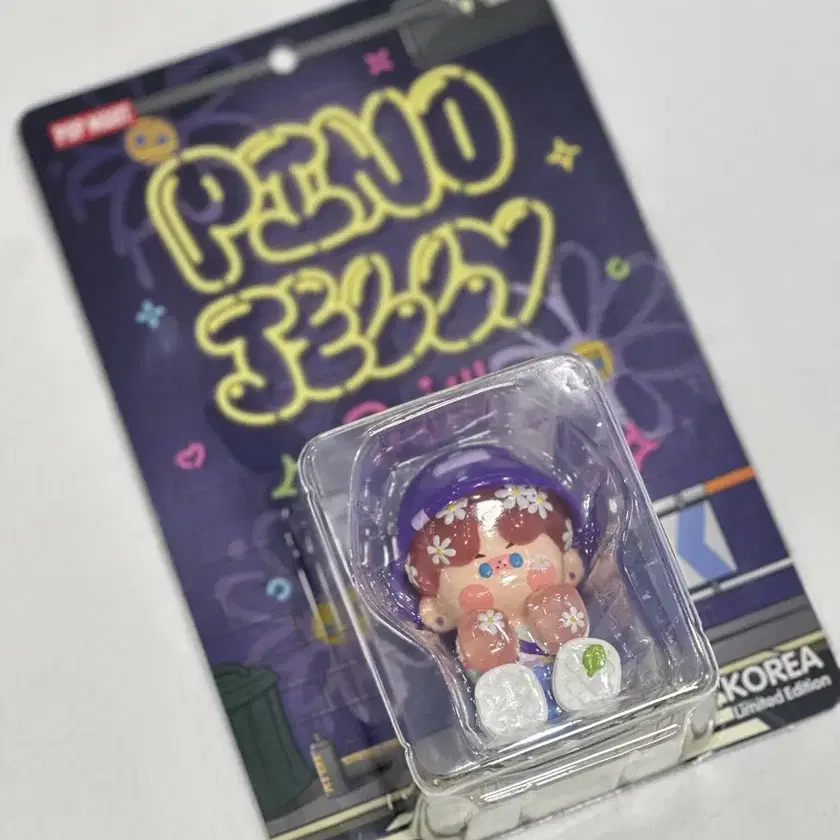 POP MART
PINO
JELLY
KOREA
Limited Edition